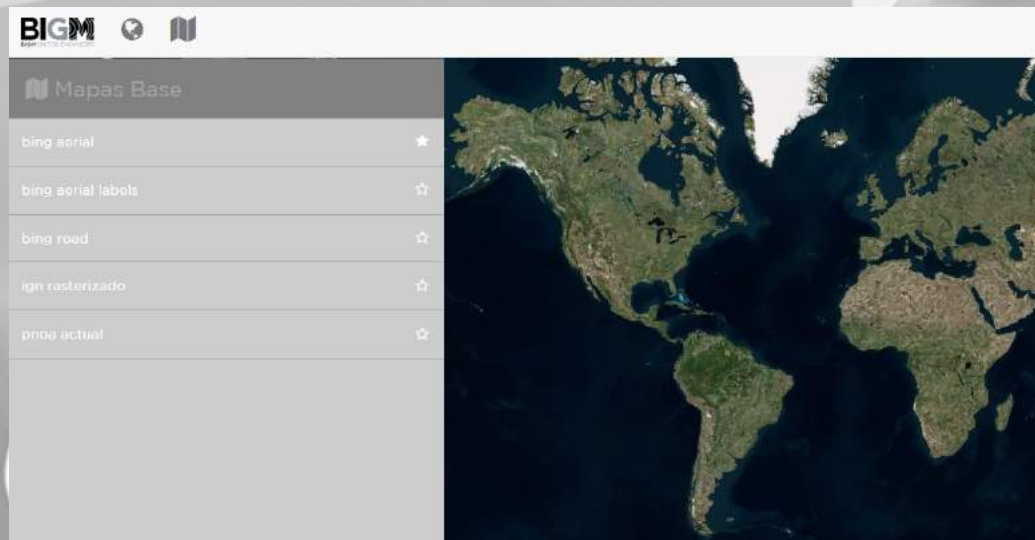 BIGM
Mapas Base
bing aerial
bing aerial labels
bing road
ign rasterizado
pnoa actual